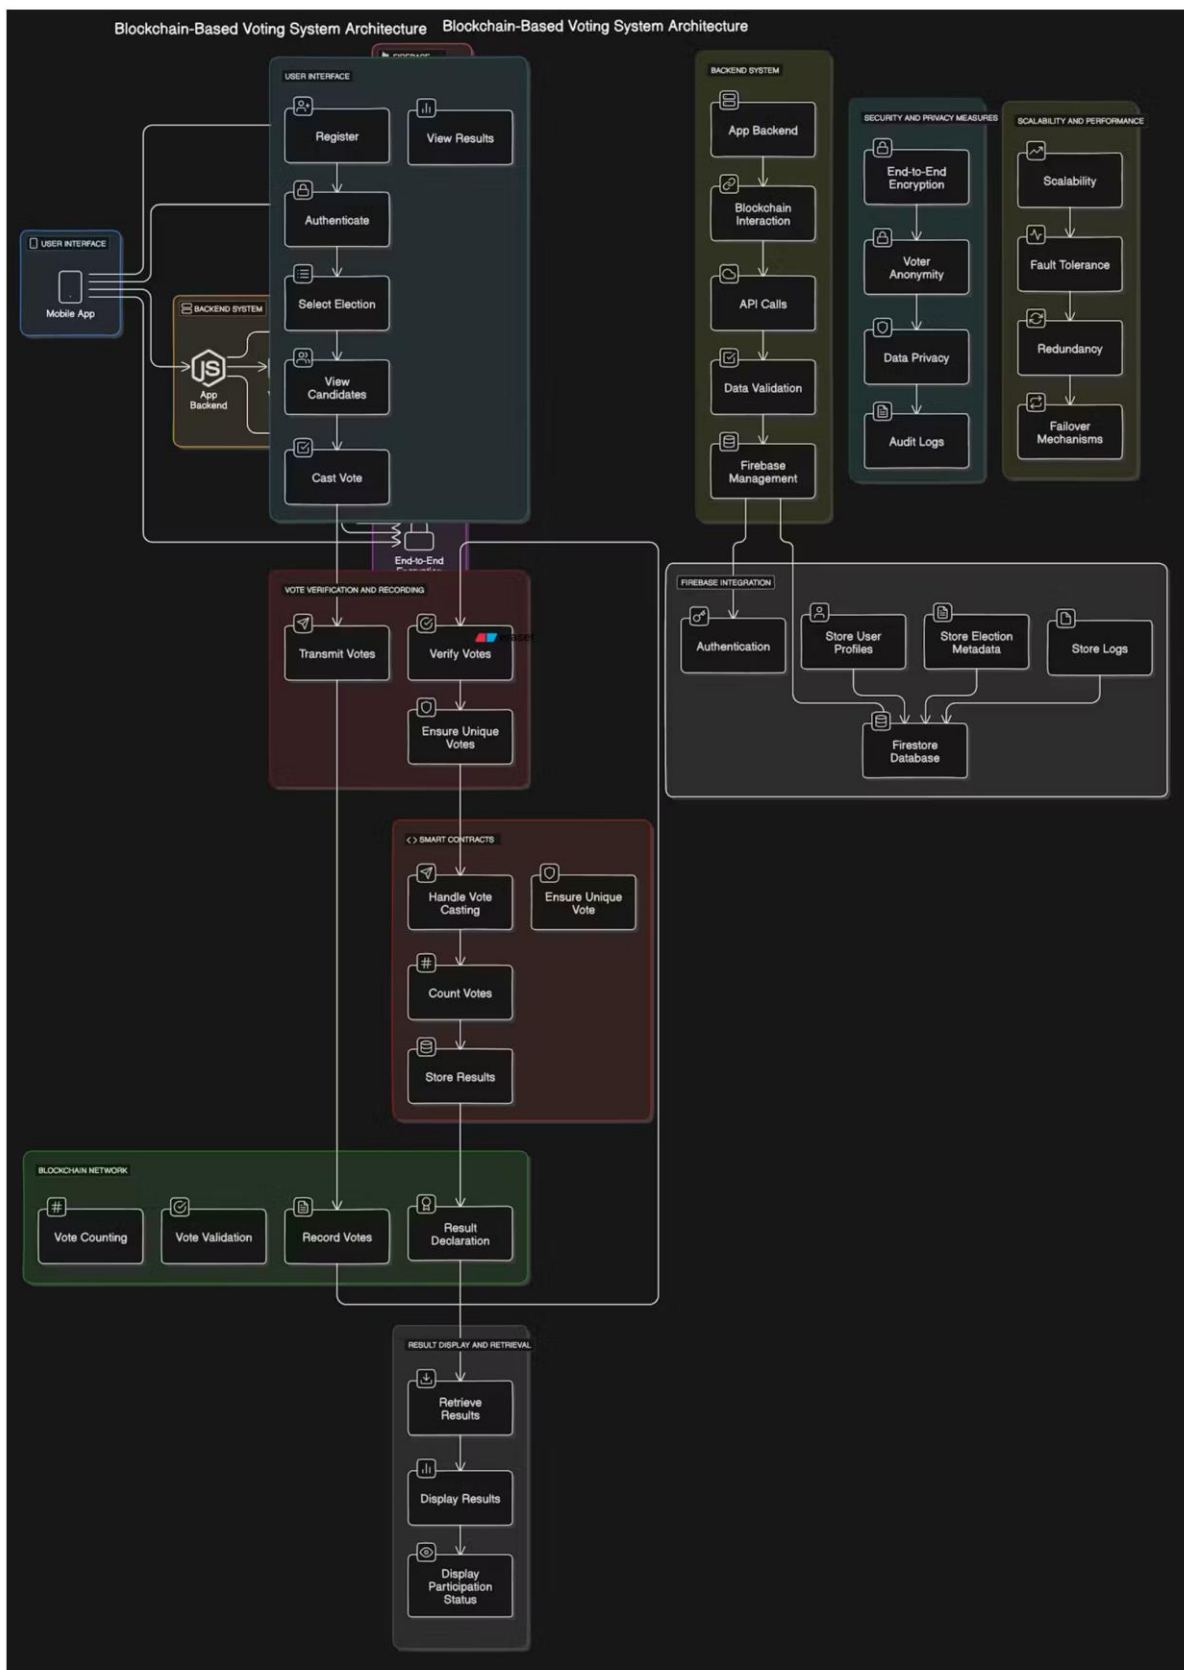 Blockchain-Based Voting System Architecture
Blockchain-Based Voting System Architecture
USER INTERFACE
Register
View Results
Authenticate
Select Election
View
Candidates
Cast Vote
USER INTERFACE
Mobile App
BACKEND SYSTEM
App
Backend
End-to-End
VOTE VERIFICATION AND RECORDING
Transmit Votes
Verify Votes
Ensure Unique
Votes
SMART CONTRACTS
Handle Vote
Casting
Ensure Unique
Vote
Count Votes
Store Results
BLOCKCHAIN NETWORK
Vote Counting
Vote Validation
Record Votes
Result
Declaration
RESULT DISPLAY AND RETRIEVAL
Retrieve
Results
Display Results
Display
Participation
Status
BACKEND SYSTEM
App Backend
Blockchain
Interaction
API Calls
Data Validation
Firebase
Management
SECURITY AND PRIVACY MEASURES
End-to-End
Encryption
Voter
Anonymity
Data Privacy
Audit Logs
SCALABILITY AND PERFORMANCE
Scalability
Fault Tolerance
Redundancy
Failover
Mechanisms
FIREBASE INTEGRATION
Authentication
Store User
Profiles
Store Election
Metadata
Store Logs
Firestore
Database